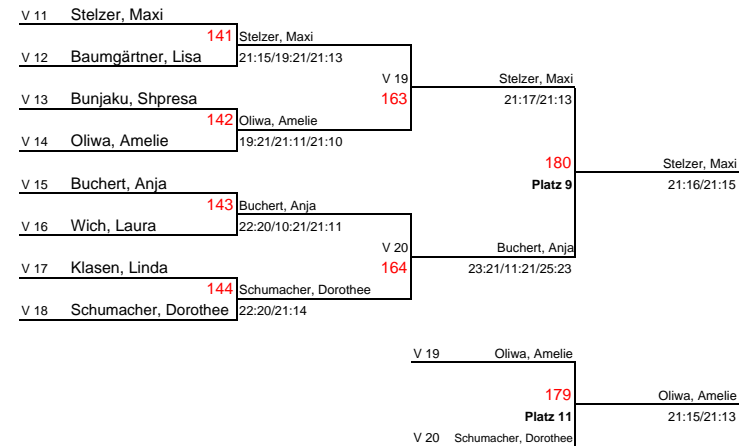 V 11 Stelzer, Maxi
141 Stelzer, Maxi
V 12 Baumgärtner, Lisa 21:15/19:21/21:13
V 19 Stelzer, Maxi
V 13 Bunjaku, Shpresa 163 21:17/21:13
142 Oliwa, Amelie
V 14 Oliwa, Amelie 19:21/21:11/21:10
180 Stelzer, Maxi
V 15 Buchert, Anja Platz 9 21:16/21:15
143 Buchert, Anja
V 16 Wich, Laura 22:20/10:21/21:11
V 20 Buchert, Anja
V 17 Klasen, Linda 164 23:21/11:21/25:23
144 Schumacher, Dorothee
V 18 Schumacher, Dorothee 22:20/21:14
V 19 Oliwa, Amelie
179 Oliwa, Amelie
Platz 11 21:15/21:13
V 20 Schumacher, Dorothee